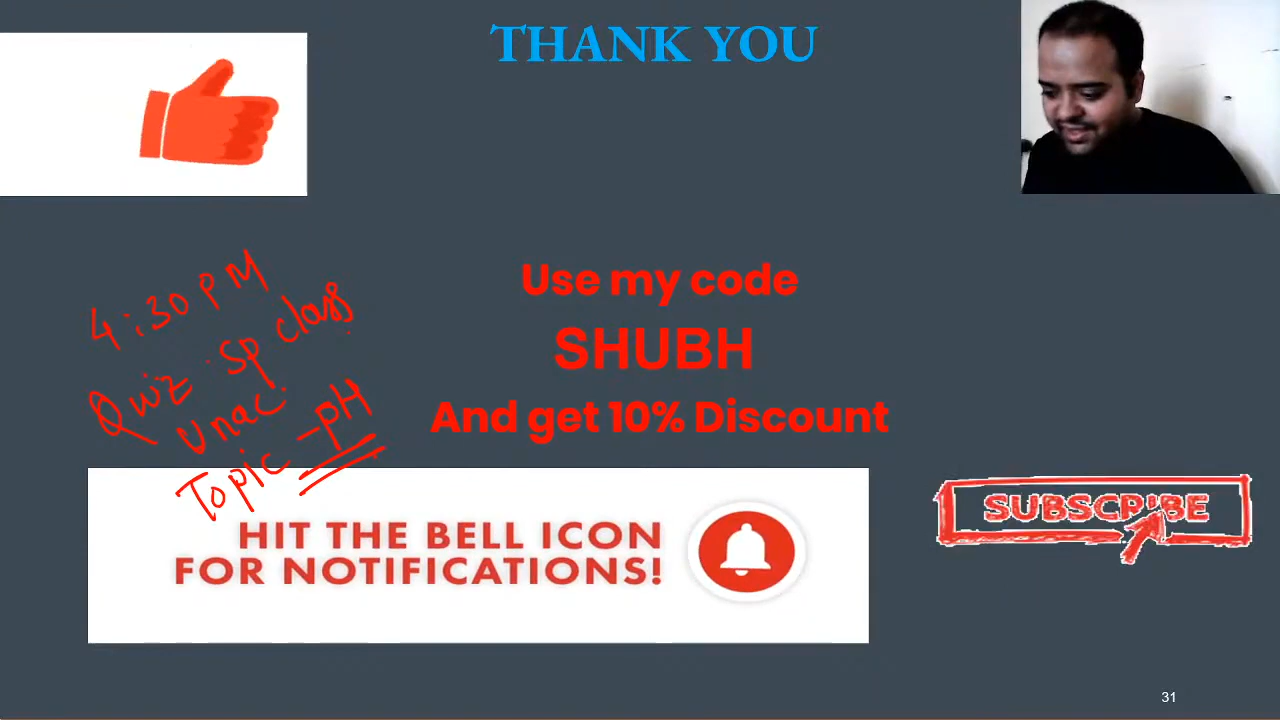 THANK YOU
4:30 PM
Quiz. Sp class
Unac.
Topic - pH
Use my code
SHUBH
And get 10% Discount
HIT THE BELL ICON
FOR NOTIFICATIONS!
SUBSCRIBE
31